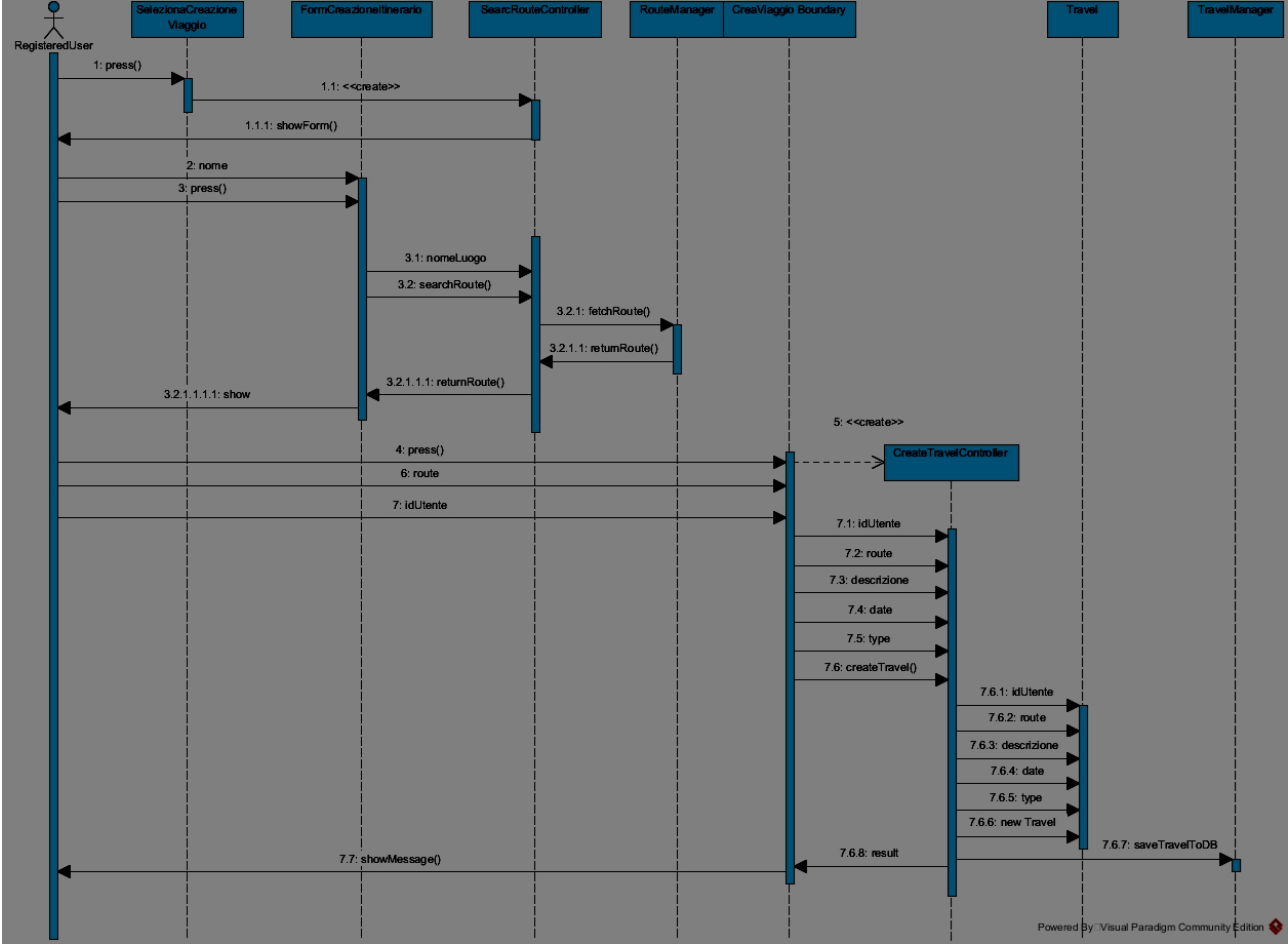 SelezionaCreazione
Viaggio
FormCreazioneItinerario
SearcRouteController
RouteManager
CreaViaggio Boundary
Travel
TravelManager
RegisteredUser
1: press()
1.1: <<create>>
1.1.1: showForm()
2: nome
3: press()
3.1: nomeLuogo
3.2: searchRoute()
3.2.1: fetchRoute()
3.2.1.1: returnRoute()
3.2.1.1.1: returnRoute()
3.2.1.1.1.1: show
5: <<create>>
4: press()
CreateTravelController
6: route
7: idUtente
7.1: idUtente
7.2: route
7.3: descrizione
7.4: date
7.5: type
7.6: createTravel()
7.6.1: idUtente
7.6.2: route
7.6.3: descrizione
7.6.4: date
7.6.5: type
7.6.6: new Travel
7.6.7: saveTravelToDB
7.6.8: result
7.7: showMessage()
Powered By Visual Paradigm Community Edition